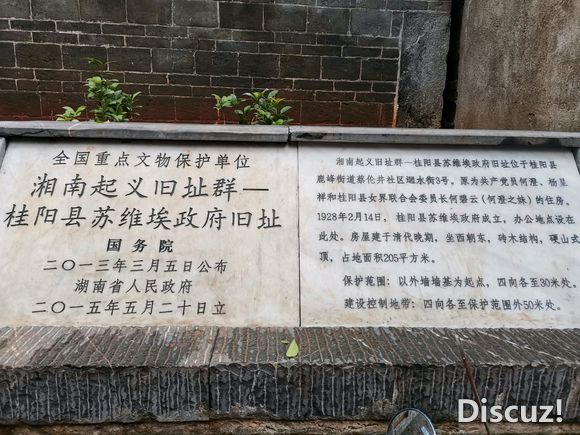 全国重点文物保护单位
湘南起义旧址群—
桂阳县苏维埃政府旧址
国务院
二〇一三年三月五日公布
湖南省人民政府
二〇一五年五月二十日立
湘南起义旧址群—桂阳县苏维埃政府旧址位于桂阳县
鹿峰街道蔡伦井社区迴水街3号，原为共产党员何澄、杨呈
祥和桂阳县女界联合会委员长何澄云（何澄之族）的住房。
1928年2月14日，桂阳县苏维埃政府成立，办公地点设在
此处。房屋建于清代晚期，坐西朝东，砖木结构，硬山式
顶，占地面积205平方米。
保护范围：以外墙墙基为起点，四向各至30米处。
建设控制地带：四向各至保护范围外50米处。
Discuz!